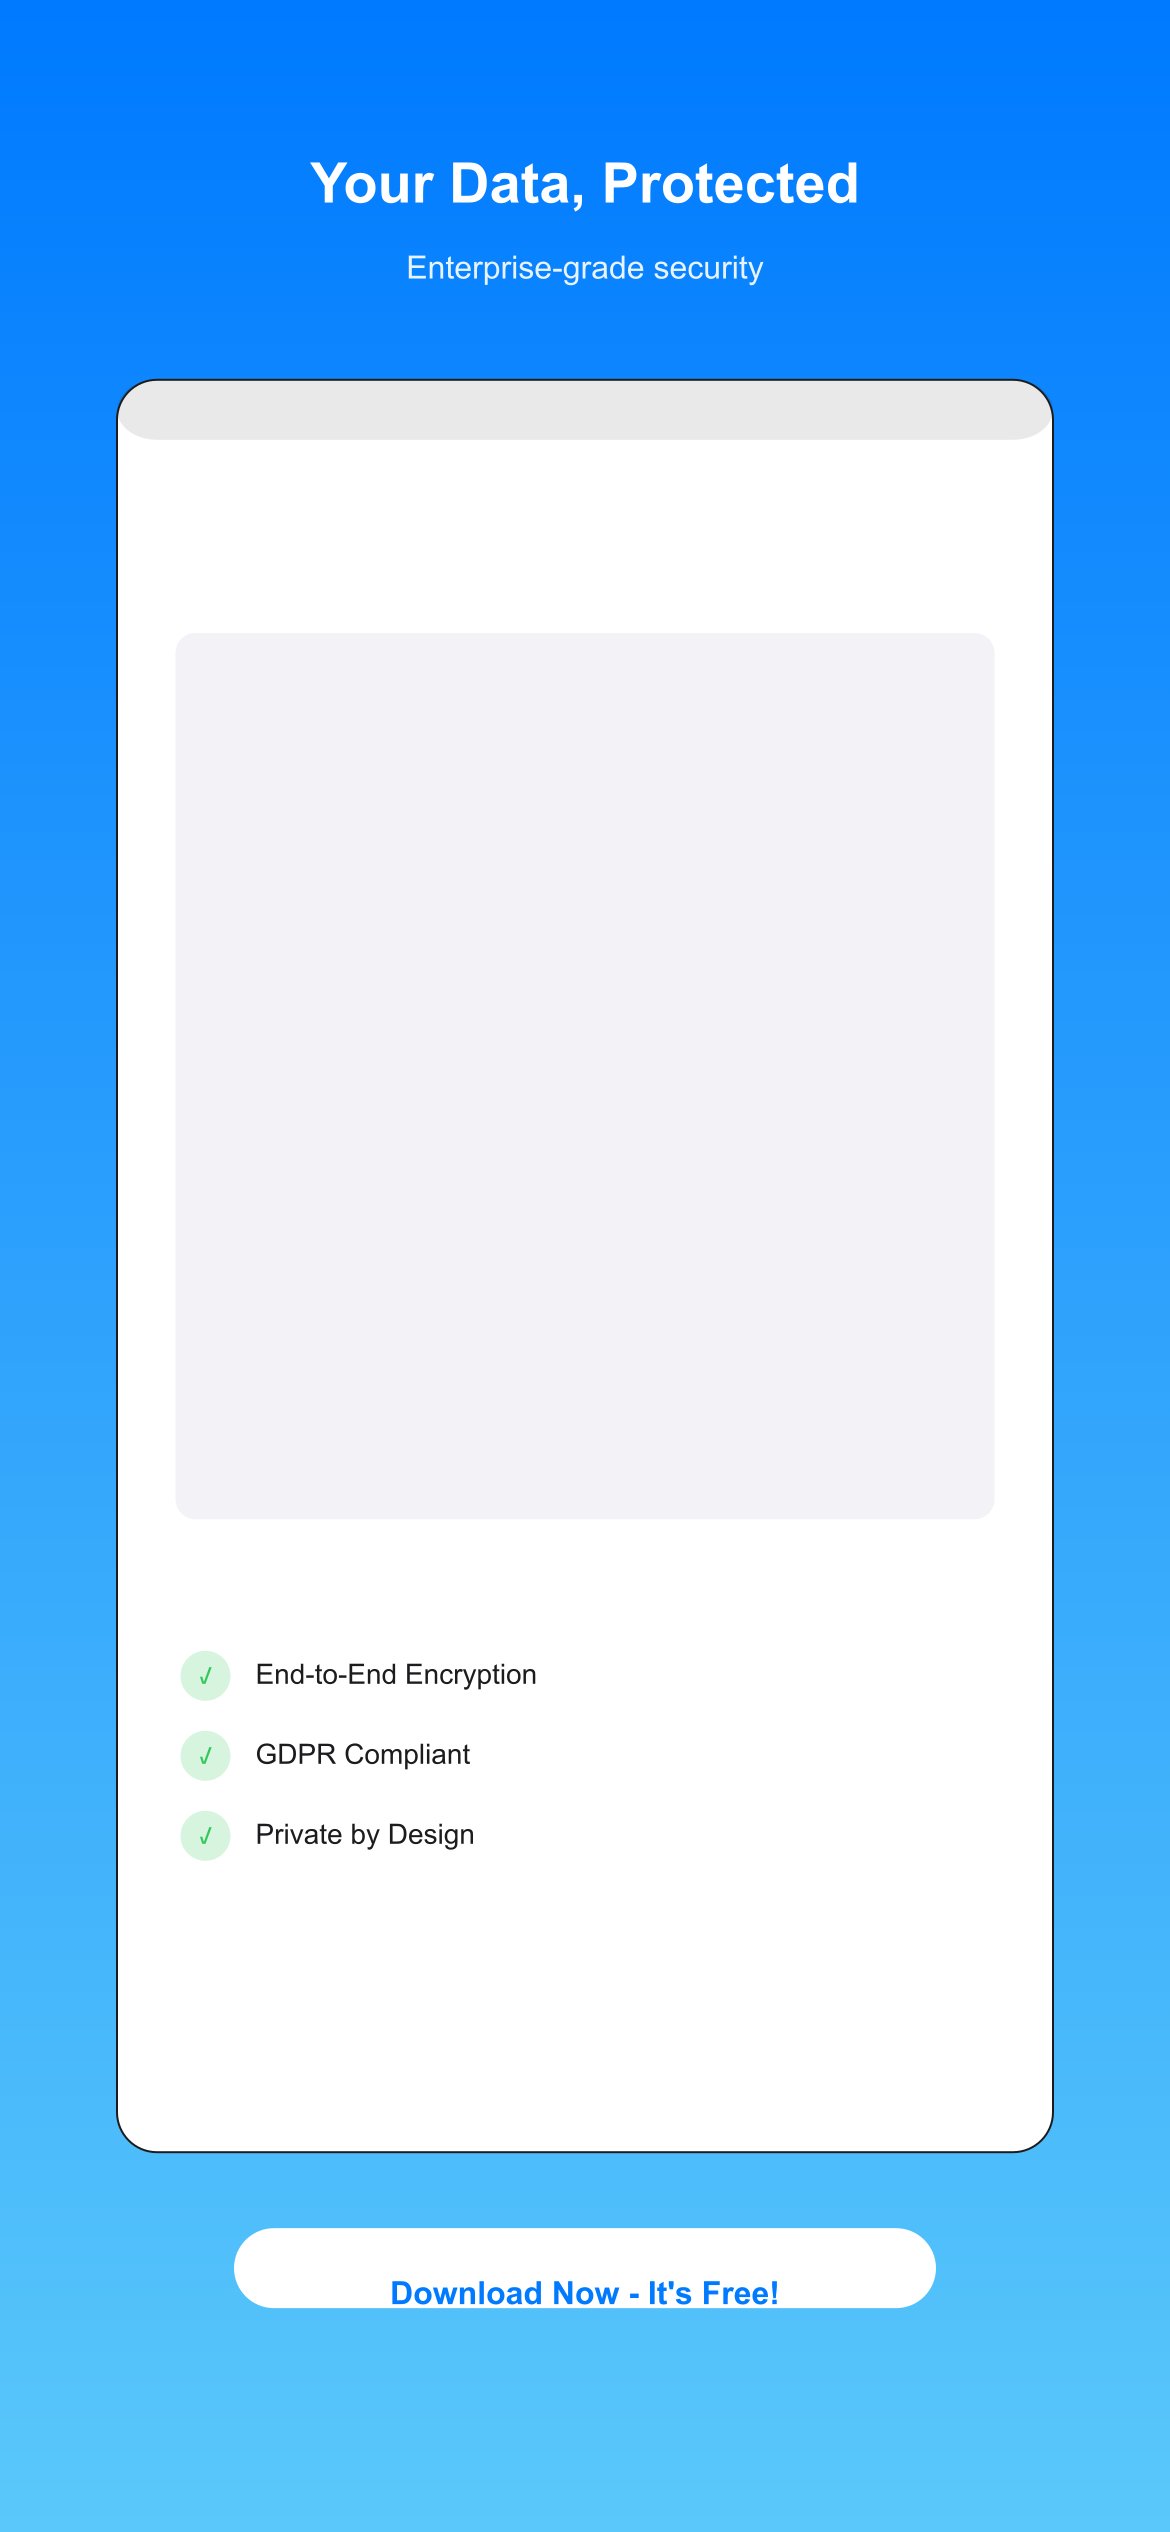 Your Data, Protected
Enterprise-grade security
✓ End-to-End Encryption
✓ GDPR Compliant
✓ Private by Design
Download Now - It's Free!